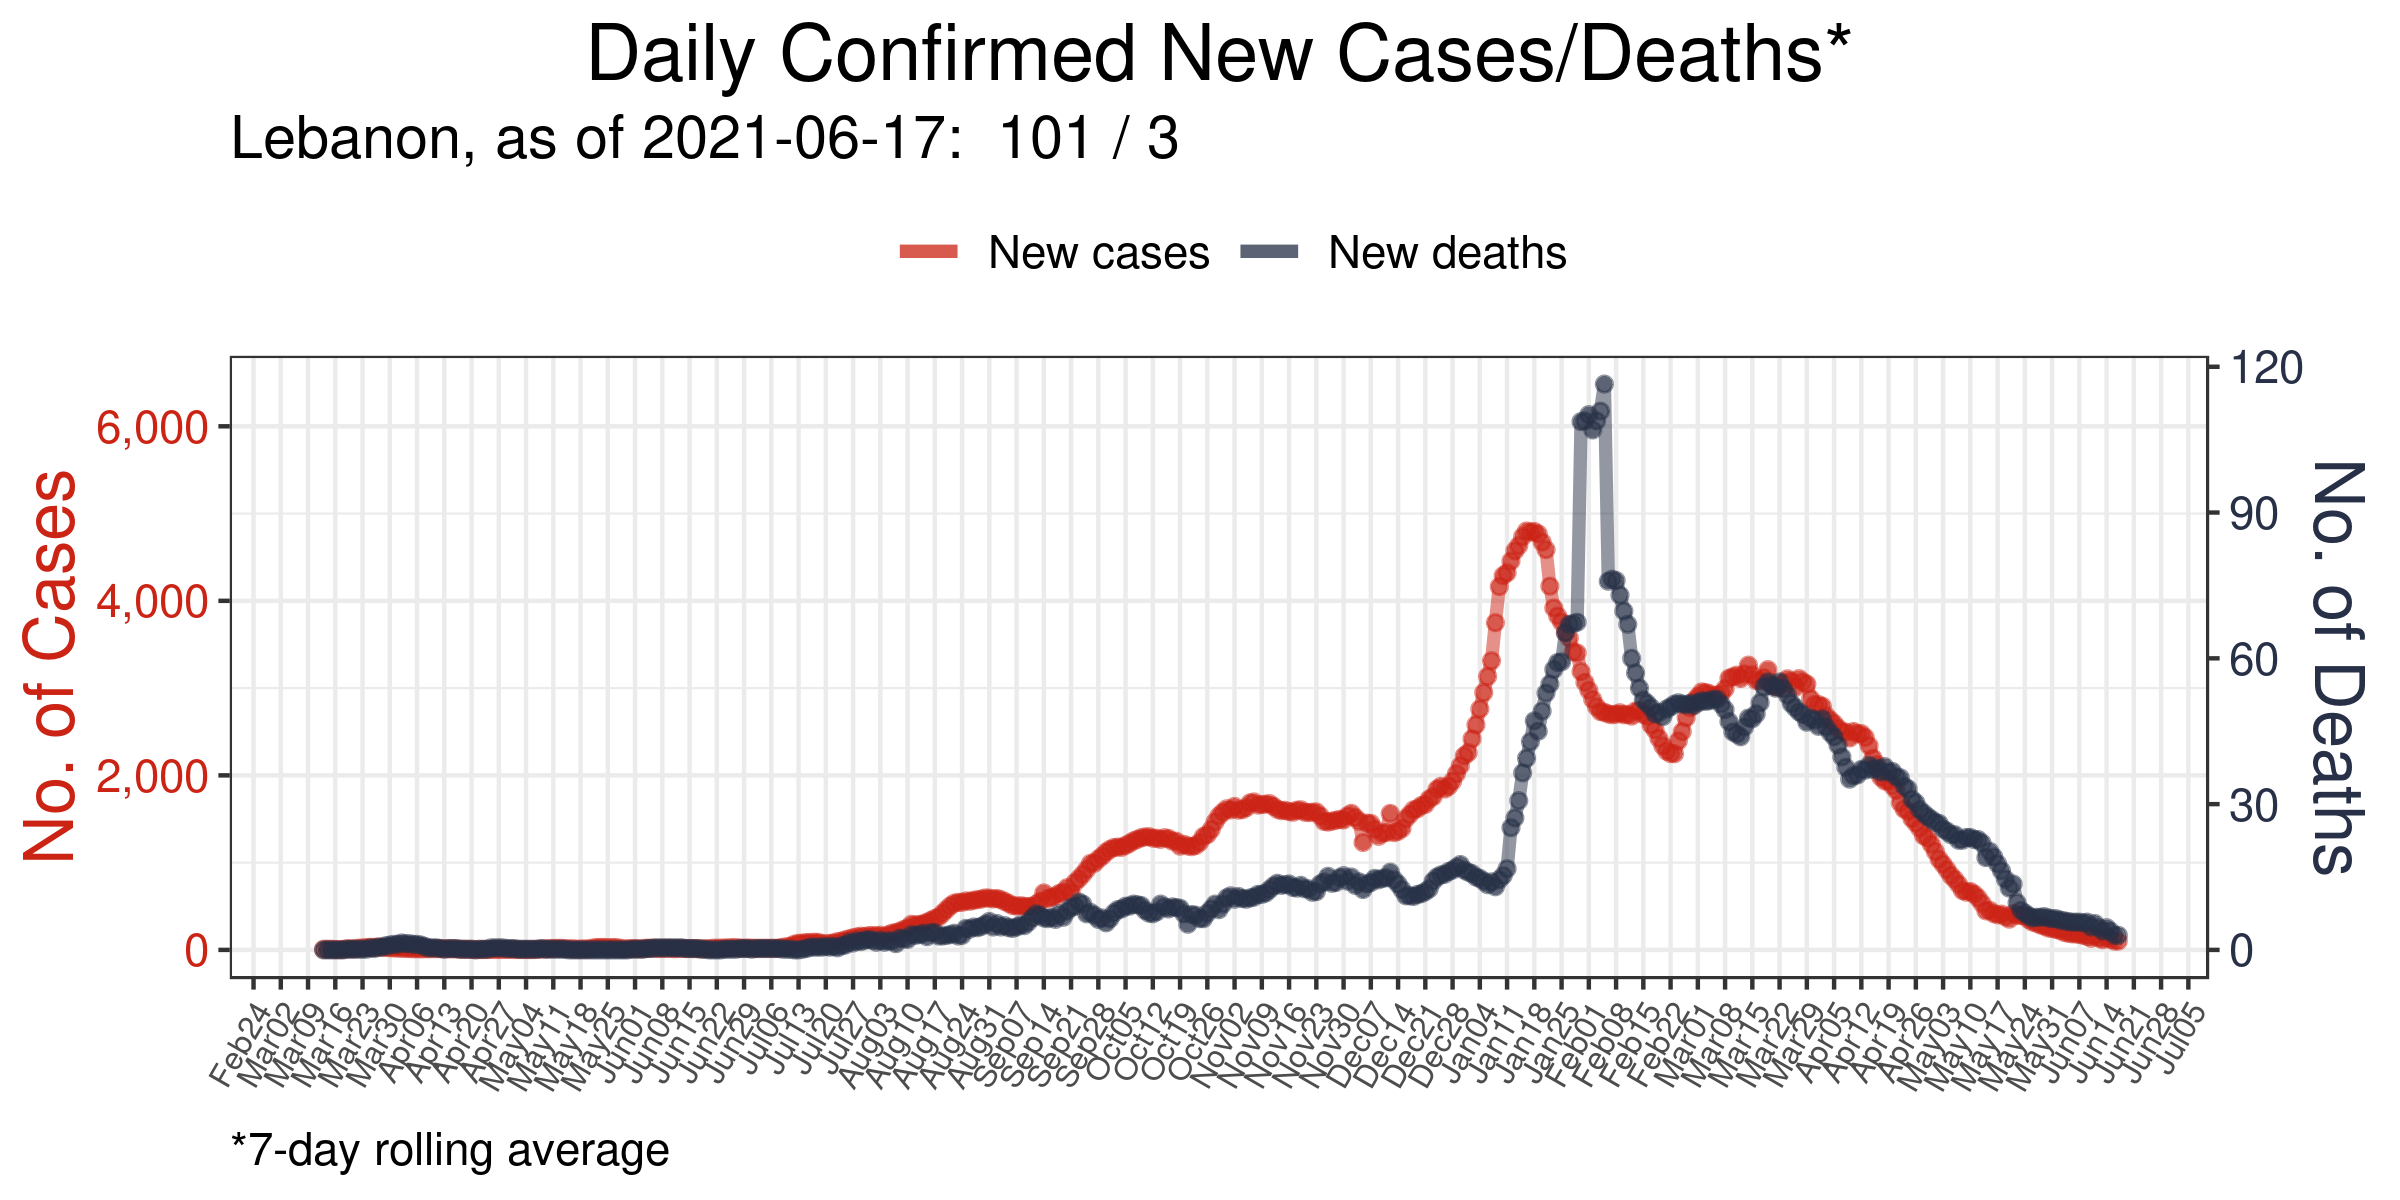 Daily Confirmed New Cases/Deaths*
Lebanon, as of 2021-06-17:  101 / 3
New cases
New deaths
No. of Cases
6,000
4,000
2,000
0
120
90
60
30
0
No. of Deaths
Feb24
Mar02
Mar09
Mar16
Mar23
Mar30
Apr06
Apr13
Apr20
Apr27
May04
May11
May18
May25
Jun01
Jun08
Jun15
Jun22
Jun29
Jul06
Jul13
Jul20
Jul27
Aug03
Aug10
Aug17
Aug24
Aug31
Sep07
Sep14
Sep21
Sep28
Oct05
Oct12
Oct19
Oct26
Nov02
Nov09
Nov16
Nov23
Nov30
Dec07
Dec14
Dec21
Dec28
Jan04
Jan11
Jan18
Jan25
Feb01
Feb08
Feb15
Feb22
Mar01
Mar08
Mar15
Mar22
Mar29
Apr05
Apr12
Apr19
Apr26
May03
May10
May17
May24
May31
Jun07
Jun14
Jun21
Jun28
Jul05
*7-day rolling average